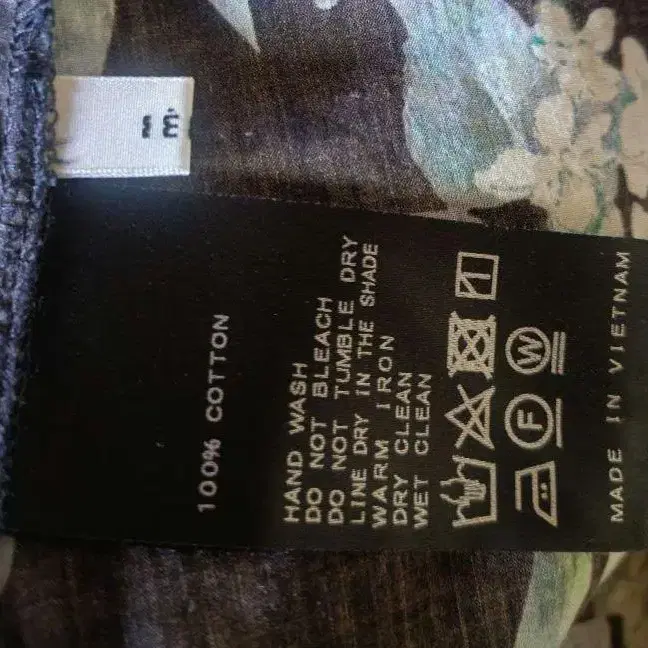 100% COTTON
HAND WASH
DO NOT BLEACH
DO NOT TUMBLE DRY
LINE DRY IN THE SHADE
WARM IRON
DRY CLEAN
WET CLEAN
F
W
MADE IN VIETNAM